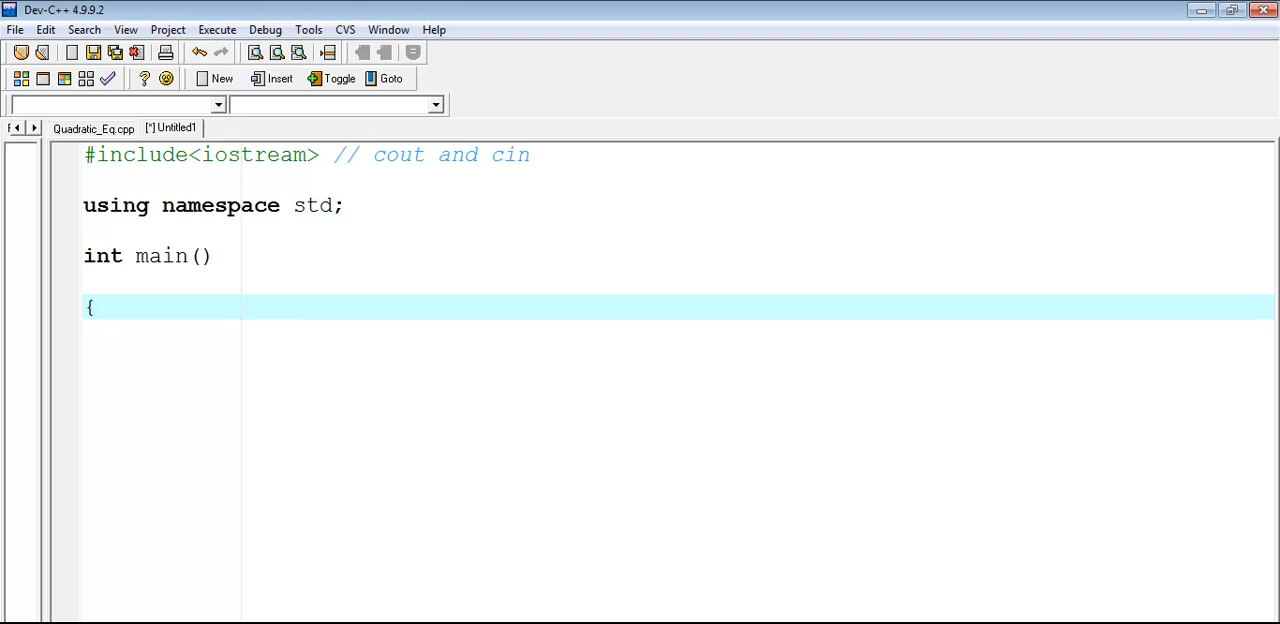 Dev-C++ 4.9.9.2
File Edit Search View Project Execute Debug Tools CVS Window Help
New Insert Toggle Goto
Quadratic_Eq.cpp [*] Untitled1
#include<iostream> // cout and cin
using namespace std;
int main()
{